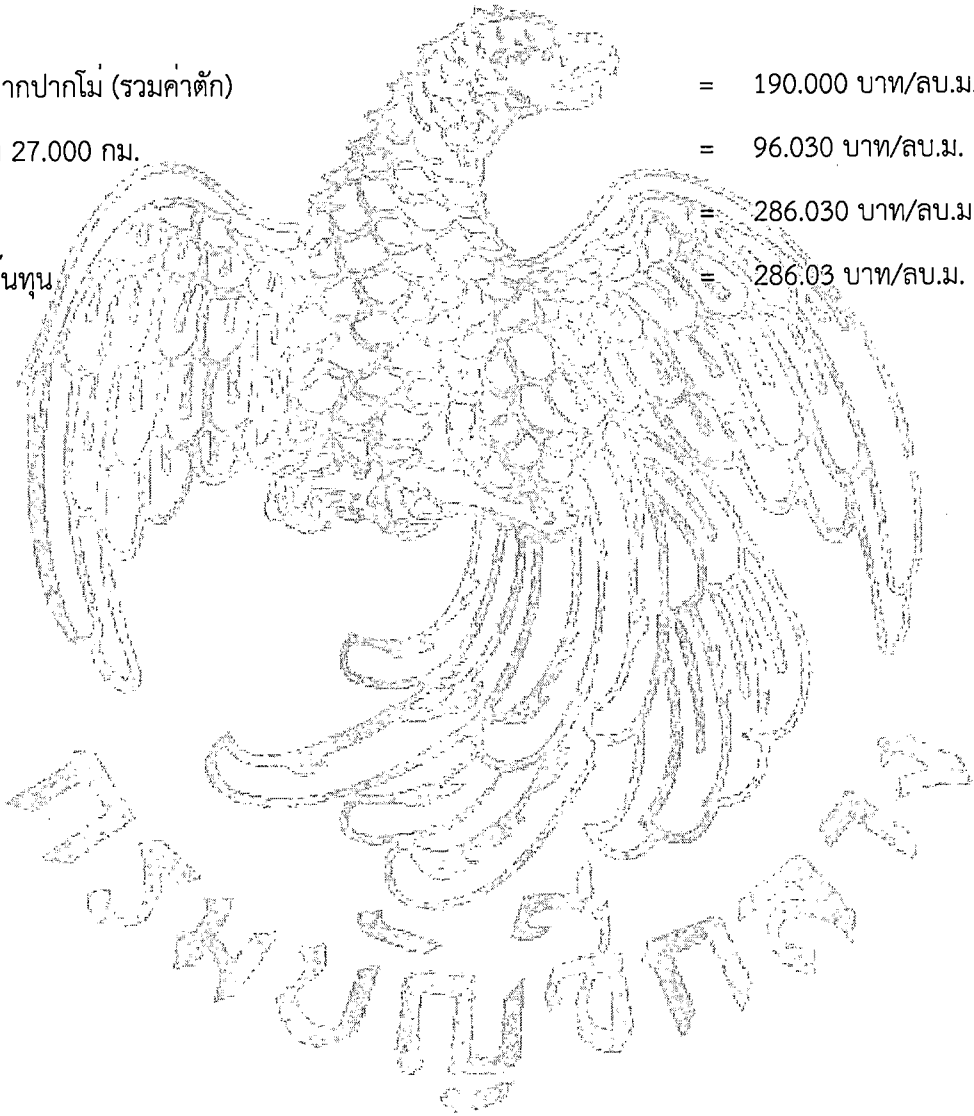 ากปากโม่ (รวมค่าตัก) = 190.000 บาท/ลบ.ม.
27.000 กม. = 96.030 บาท/ลบ.ม.
= 286.030 บาท/ลบ.ม
้นทุน = 286.03 บาท/ลบ.ม.